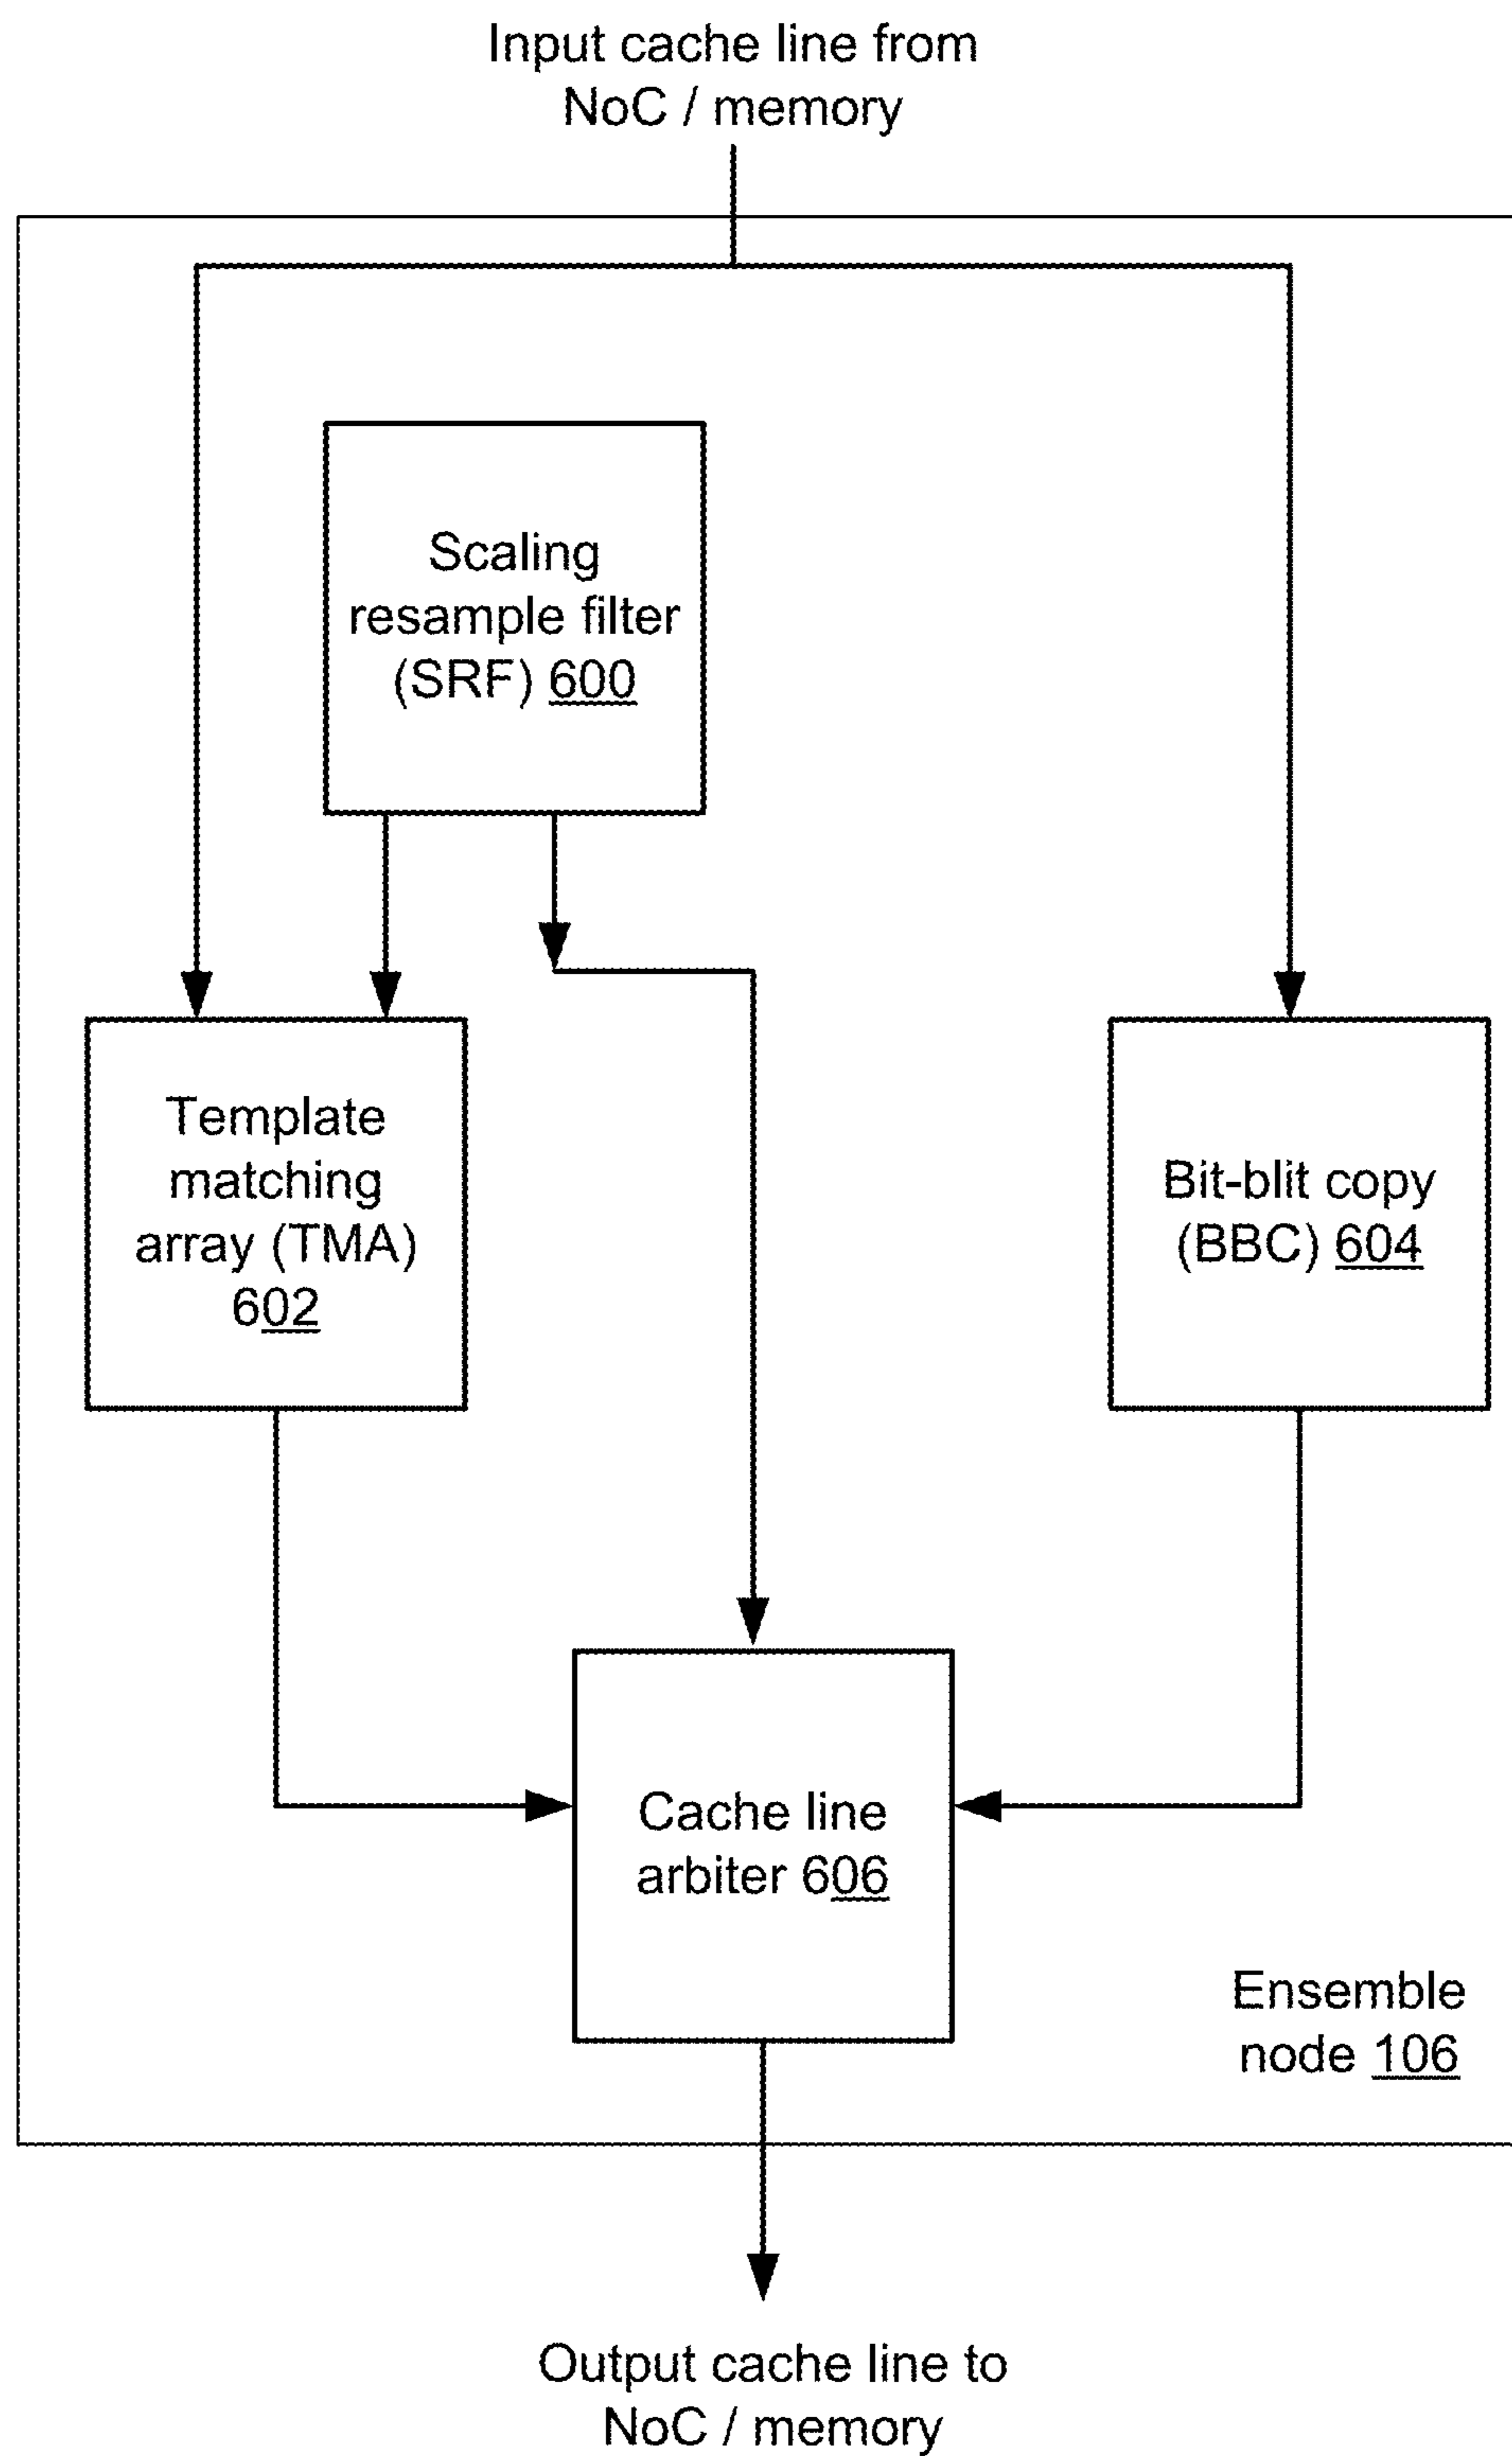 Input cache line from
NoC / memory
Scaling
resample filter
(SRF) 600
Template
matching
array (TMA)
602
Bit-blit copy
(BBC) 604
Cache line
arbiter 606
Ensemble
node 106
Output cache line to
NoC / memory